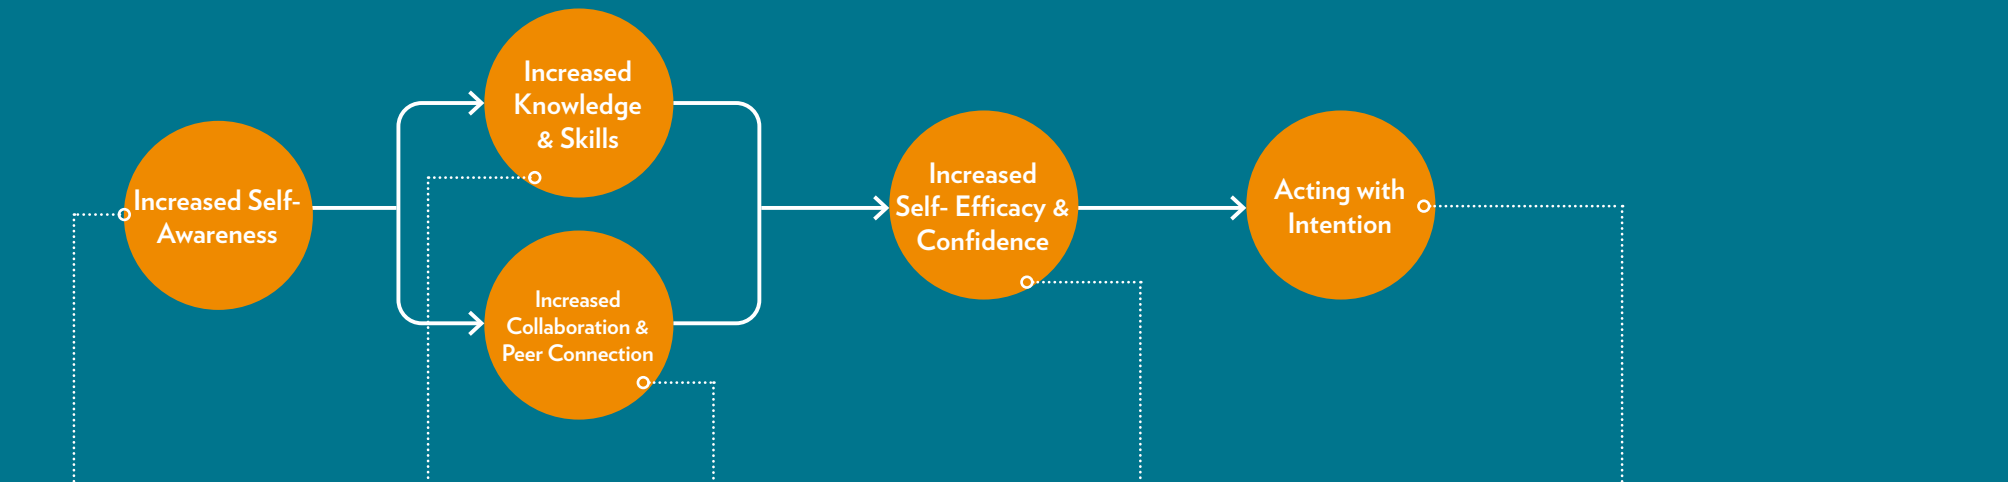 Increased Self-
Awareness
Increased
Knowledge
& Skills
Increased
Collaboration &
Peer Connection
Increased
Self- Efficacy &
Confidence
Acting with
Intention